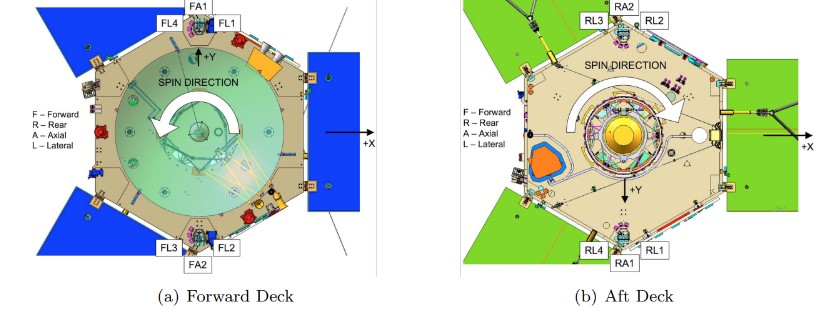 FA1
FL4
FL1
+Y
SPIN DIRECTION
F – Forward
R – Rear
A – Axial
L – Lateral
+X
FL3
FL2
FA2
(a) Forward Deck
RA2
RL3
RL2
SPIN DIRECTION
F – Forward
R – Rear
A – Axial
L – Lateral
+X
+Y
RL4
RL1
RA1
(b) Aft Deck